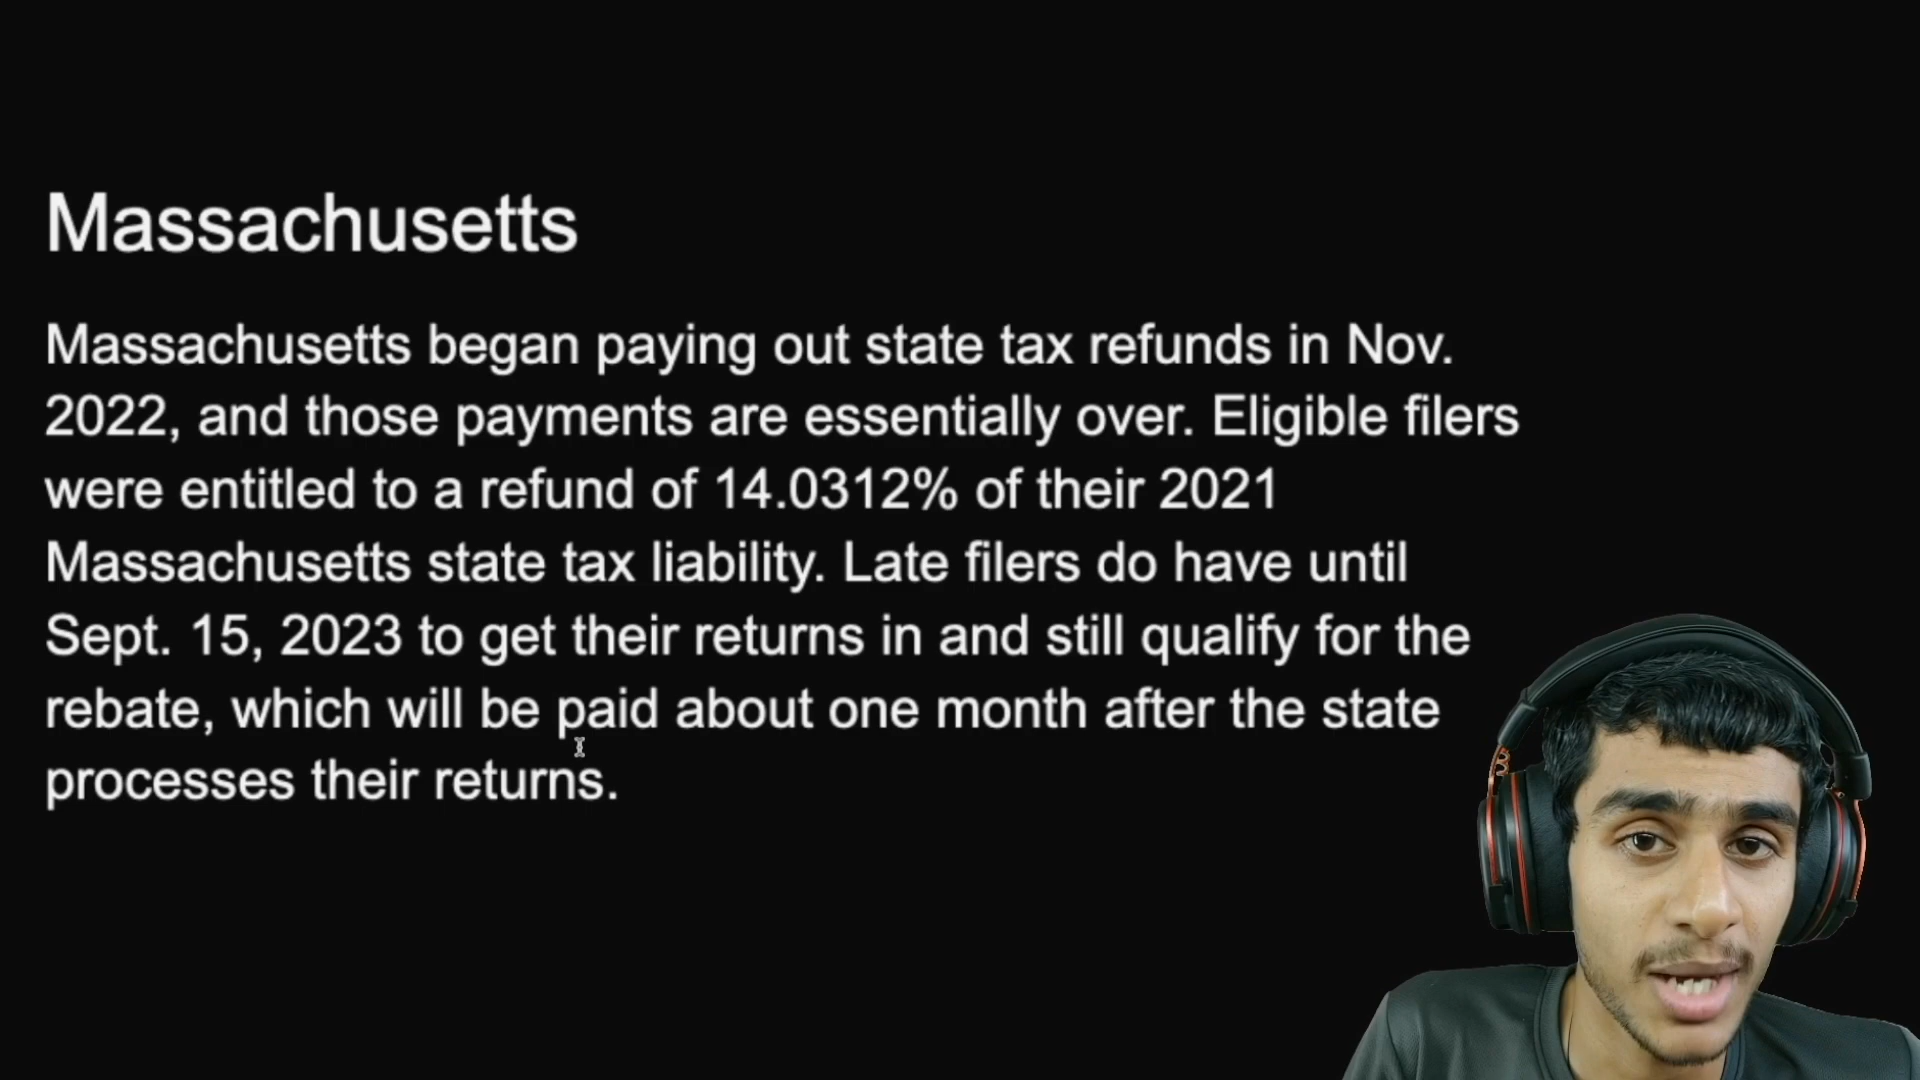 Massachusetts
Massachusetts began paying out state tax refunds in Nov.
2022, and those payments are essentially over. Eligible filers
were entitled to a refund of 14.0312% of their 2021
Massachusetts state tax liability. Late filers do have until
Sept. 15, 2023 to get their returns in and still qualify for the
rebate, which will be paid about one month after the state
processes their returns.